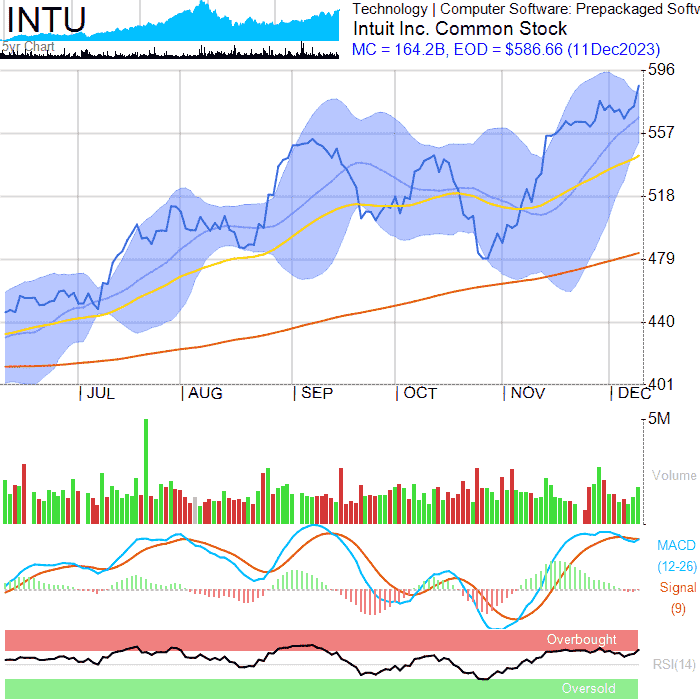 INTU
5yr Chart
Technology | Computer Software: Prepackaged Softw
Intuit Inc. Common Stock
MC = 164.2B, EOD = $586.66 (11Dec2023)
596
557
518
479
440
401
JUL
AUG
SEP
OCT
NOV
DEC
5M
Volume
MACD
(12-26)
Signal
(9)
Overbought
RSI(14)
Oversold